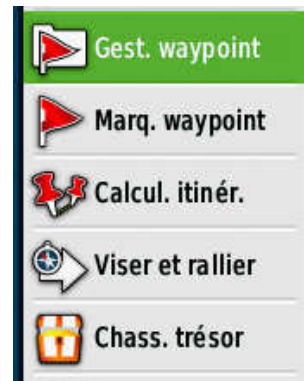 Gest. waypoint
Marq. waypoint
Calcul. itinér.
Viser et rallier
Chass. trésor